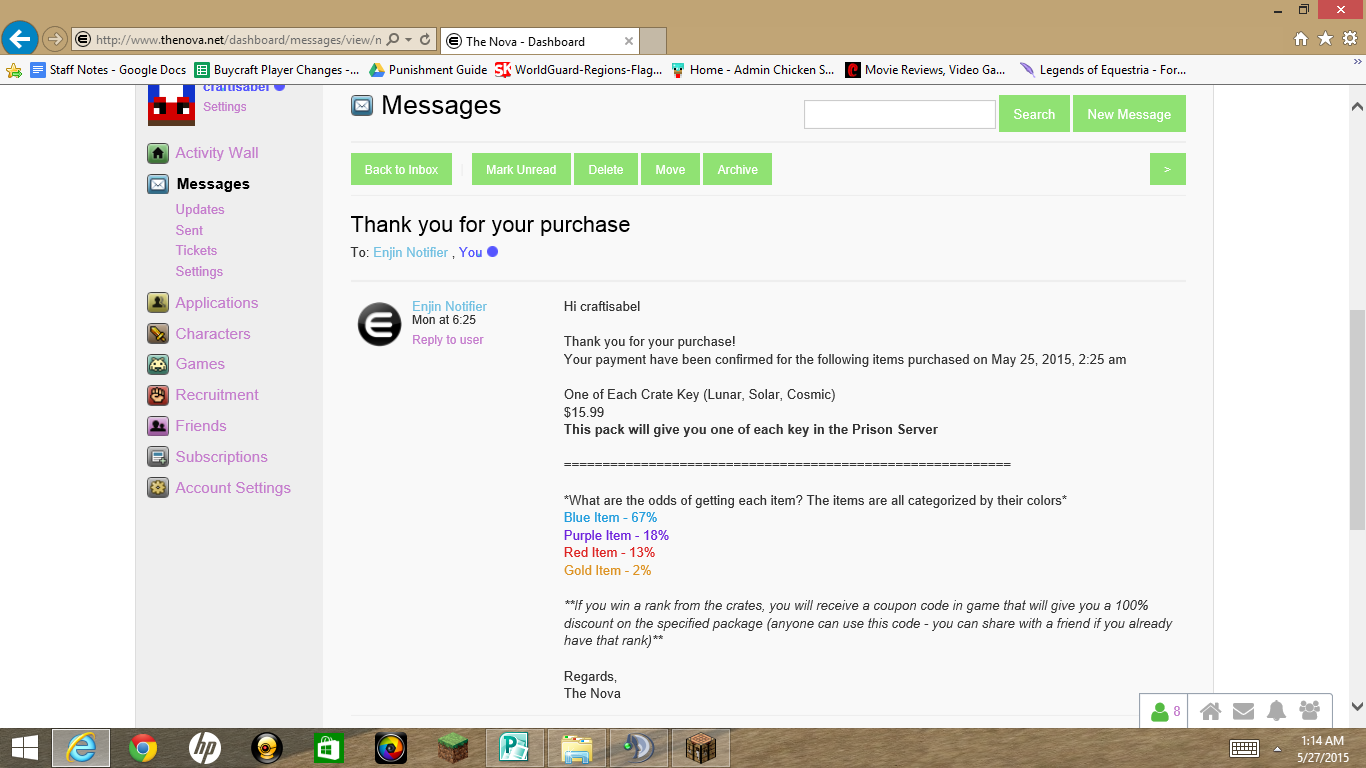 http://www.thenova.net/dashboard/messages/view/n
The Nova - Dashboard
Staff Notes - Google Docs
Buycraft Player Changes -...
Punishment Guide
WorldGuard-Regions-Flag...
Home - Admin Chicken S...
Movie Reviews, Video Ga...
Legends of Equestria - For...
craftisabel
Settings
Activity Wall
Messages
Updates
Sent
Tickets
Settings
Applications
Characters
Games
Recruitment
Friends
Subscriptions
Account Settings
Messages
Search
New Message
Back to Inbox
Mark Unread
Delete
Move
Archive
>
Thank you for your purchase
To: Enjin Notifier , You
Enjin Notifier
Mon at 6:25
Reply to user
Hi craftisabel
Thank you for your purchase!
Your payment have been confirmed for the following items purchased on May 25, 2015, 2:25 am
One of Each Crate Key (Lunar, Solar, Cosmic)
$15.99
This pack will give you one of each key in the Prison Server
==========================================================
*What are the odds of getting each item? The items are all categorized by their colors*
Blue Item - 67%
Purple Item - 18%
Red Item - 13%
Gold Item - 2%
**If you win a rank from the crates, you will receive a coupon code in game that will give you a 100%
discount on the specified package (anyone can use this code - you can share with a friend if you already
have that rank)**
Regards,
The Nova
8
hp
1:14 AM
5/27/2015